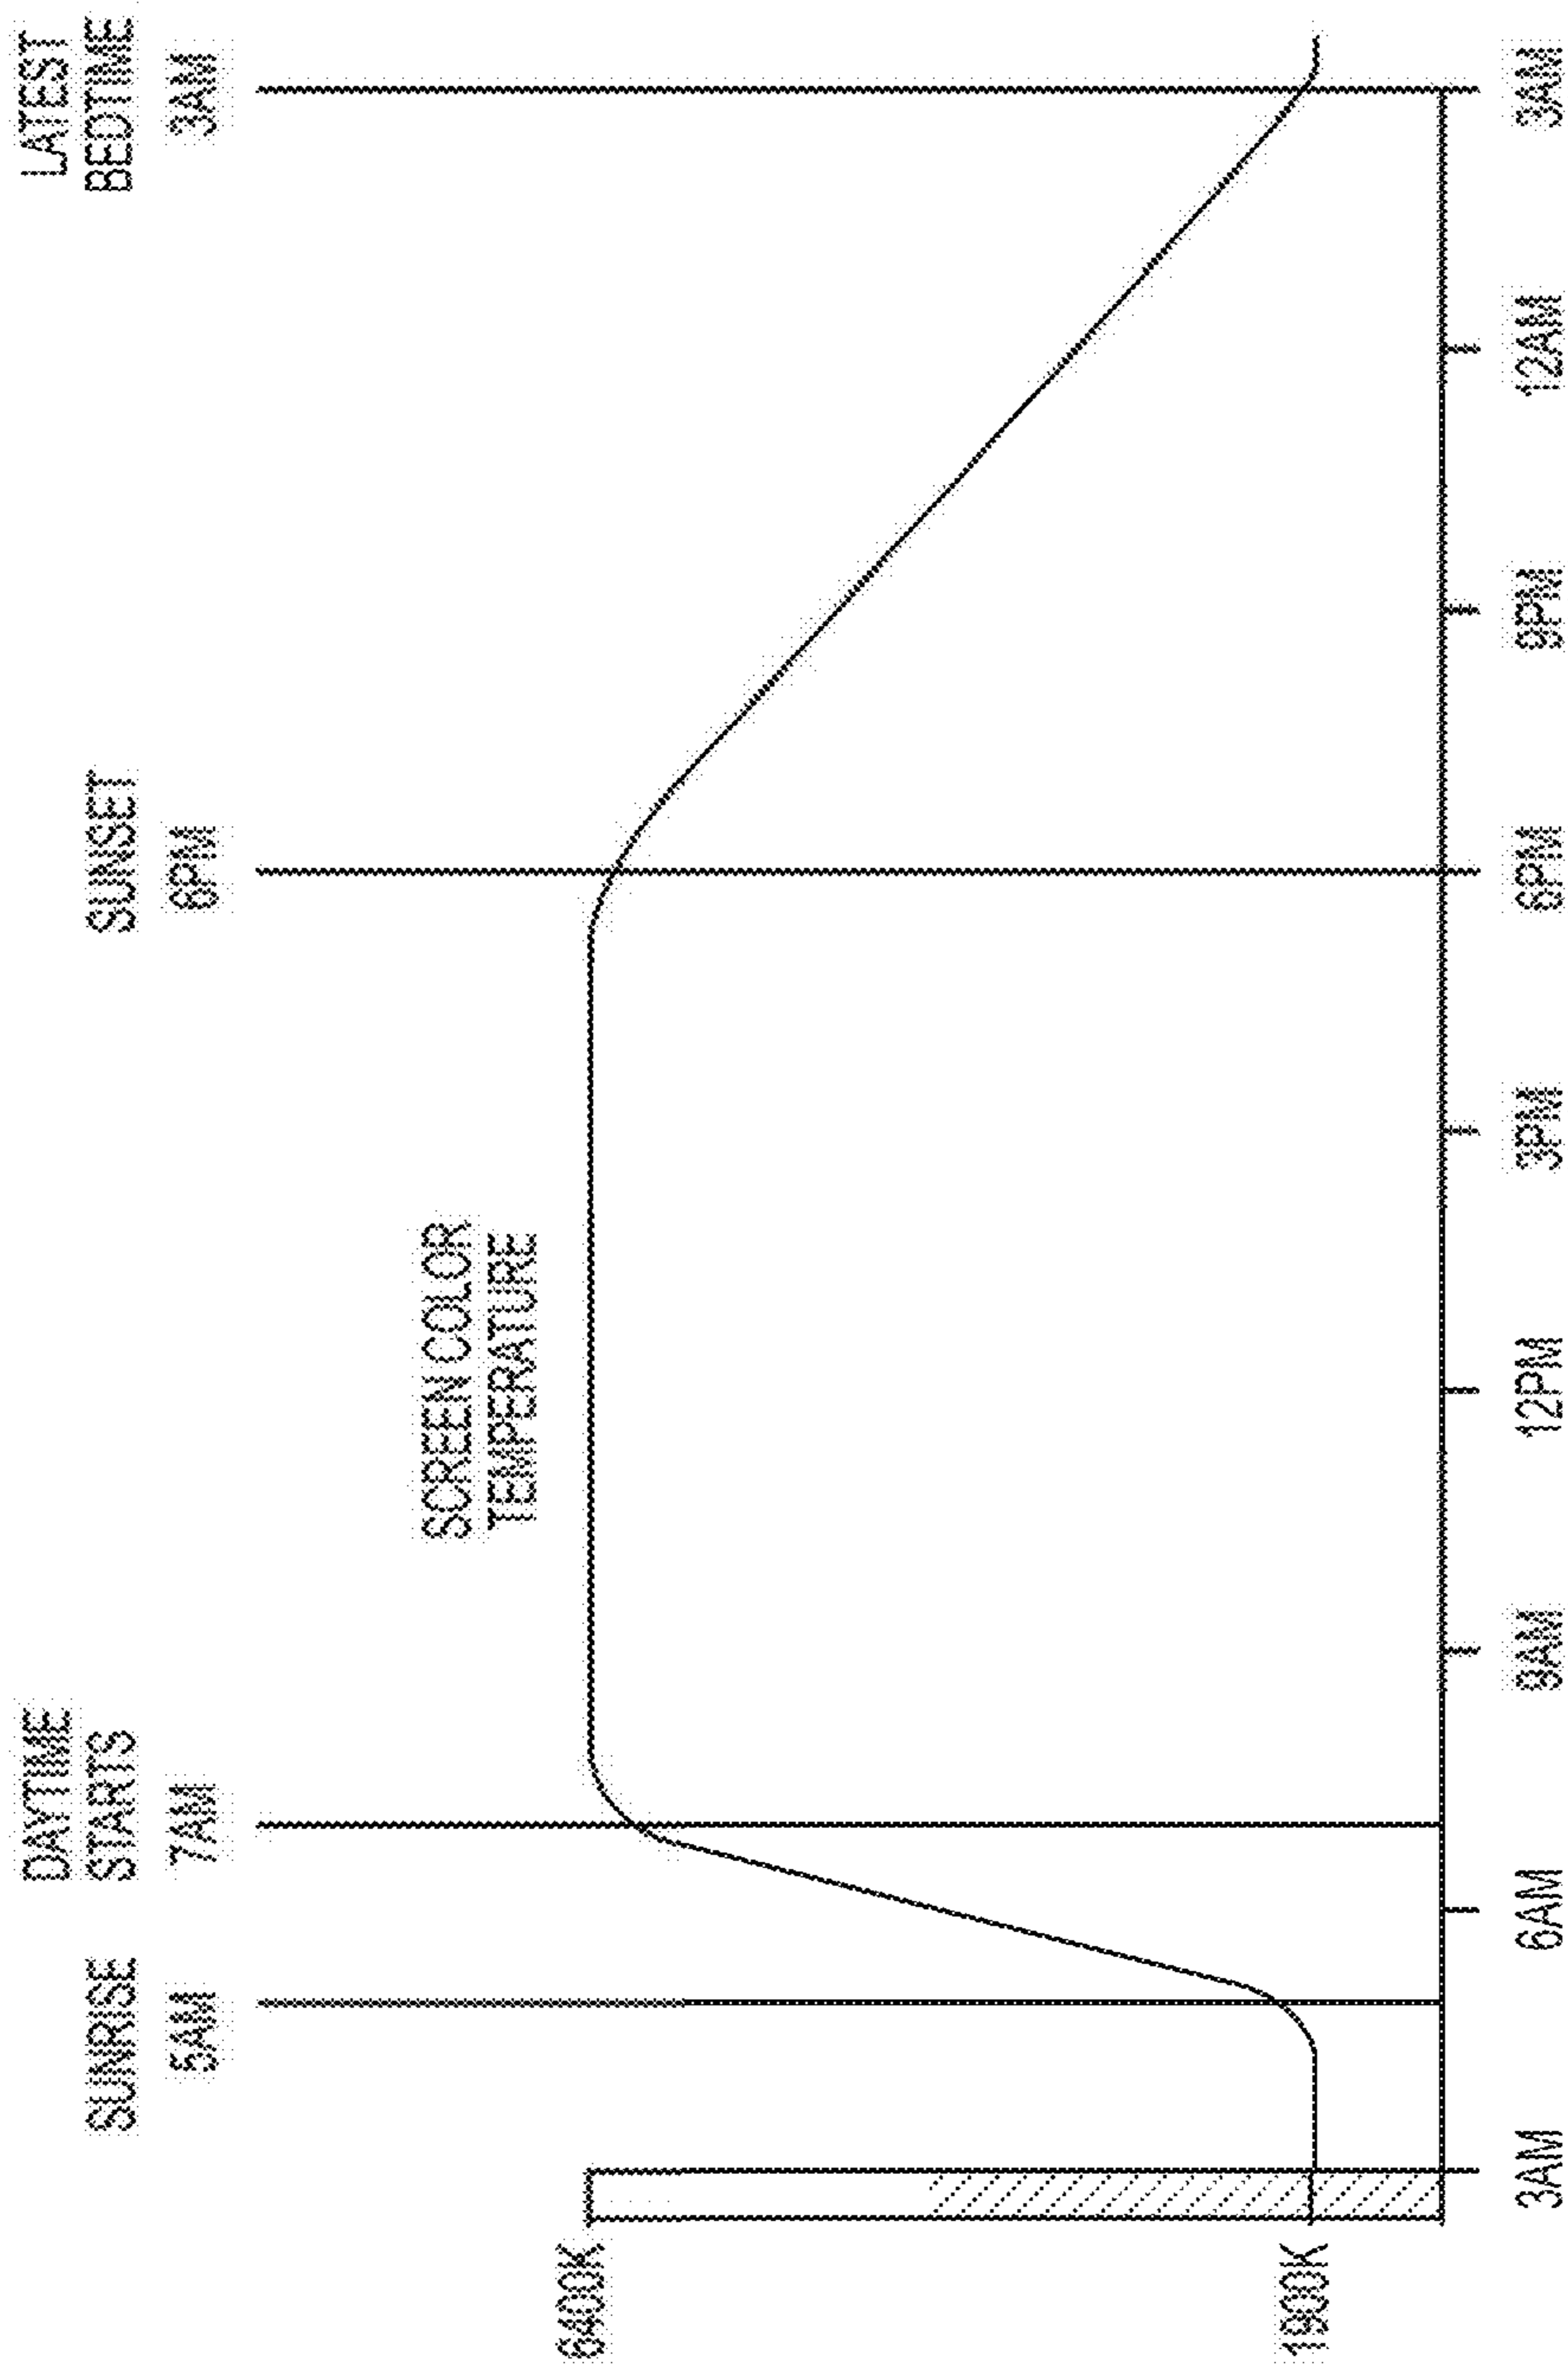 SUNRISE
5AM
DAYTIME
STARTS
7AM
SUNSET
6PM
LATEST
BEDTIME
3AM
SCREEN COLOR
TEMPERATURE
6400K
1900K
3AM
6AM
9AM
12PM
3PM
6PM
9PM
12AM
3AM